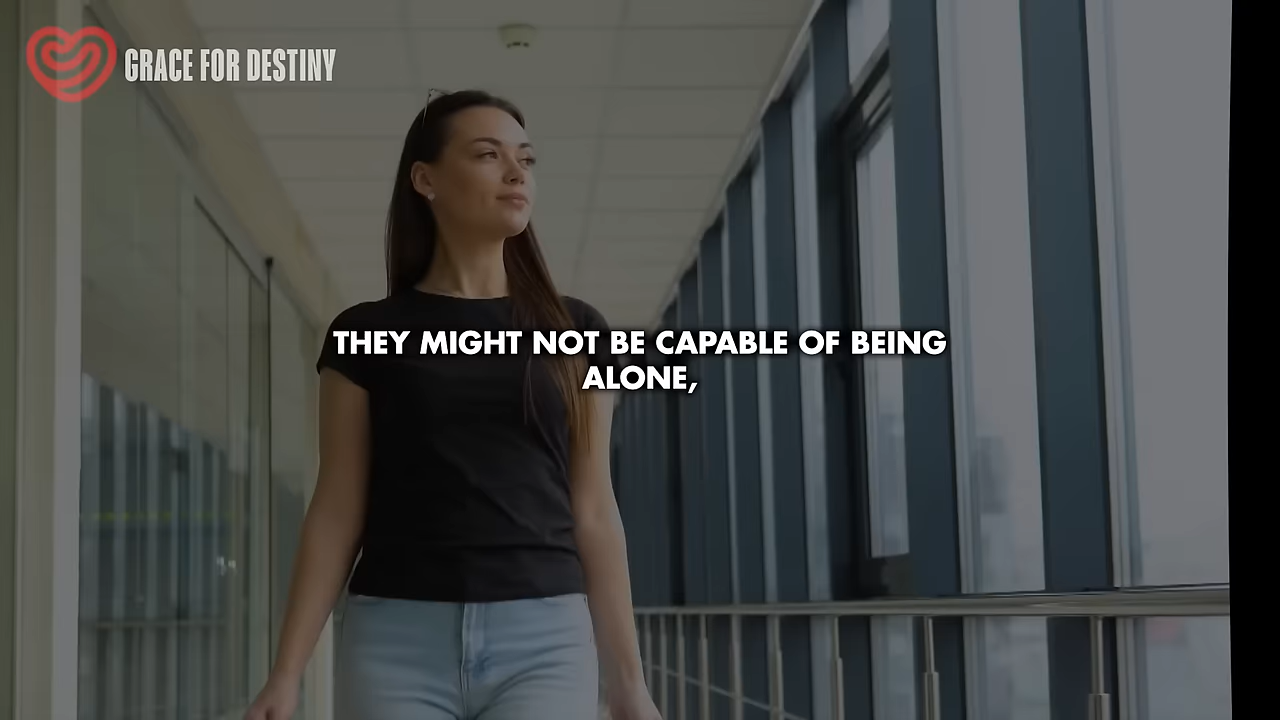 GRACE FOR DESTINY
THEY MIGHT NOT BE CAPABLE OF BEING
ALONE,